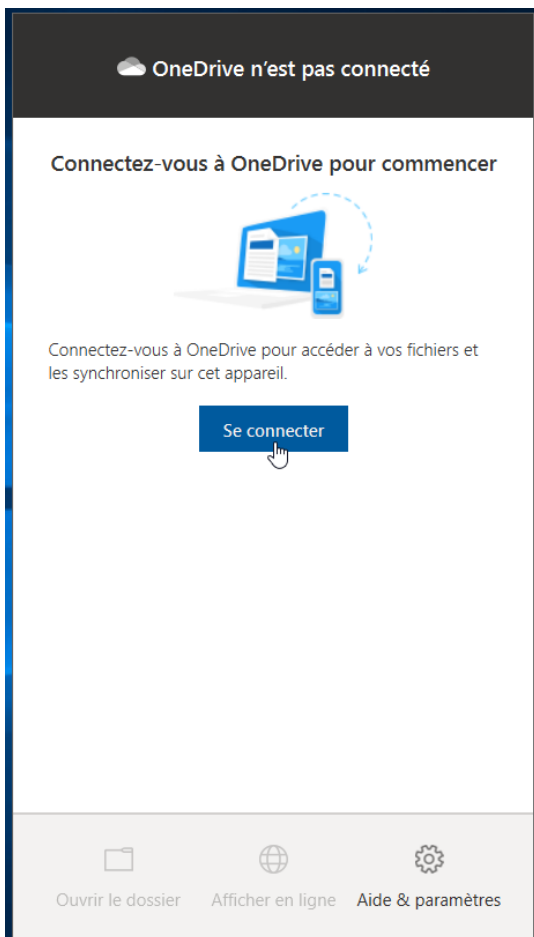 OneDrive n’est pas connecté
Connectez-vous à OneDrive pour commencer
Connectez-vous à OneDrive pour accéder à vos fichiers et
les synchroniser sur cet appareil.
Se connecter
Ouvrir le dossier
Afficher en ligne
Aide & paramètres